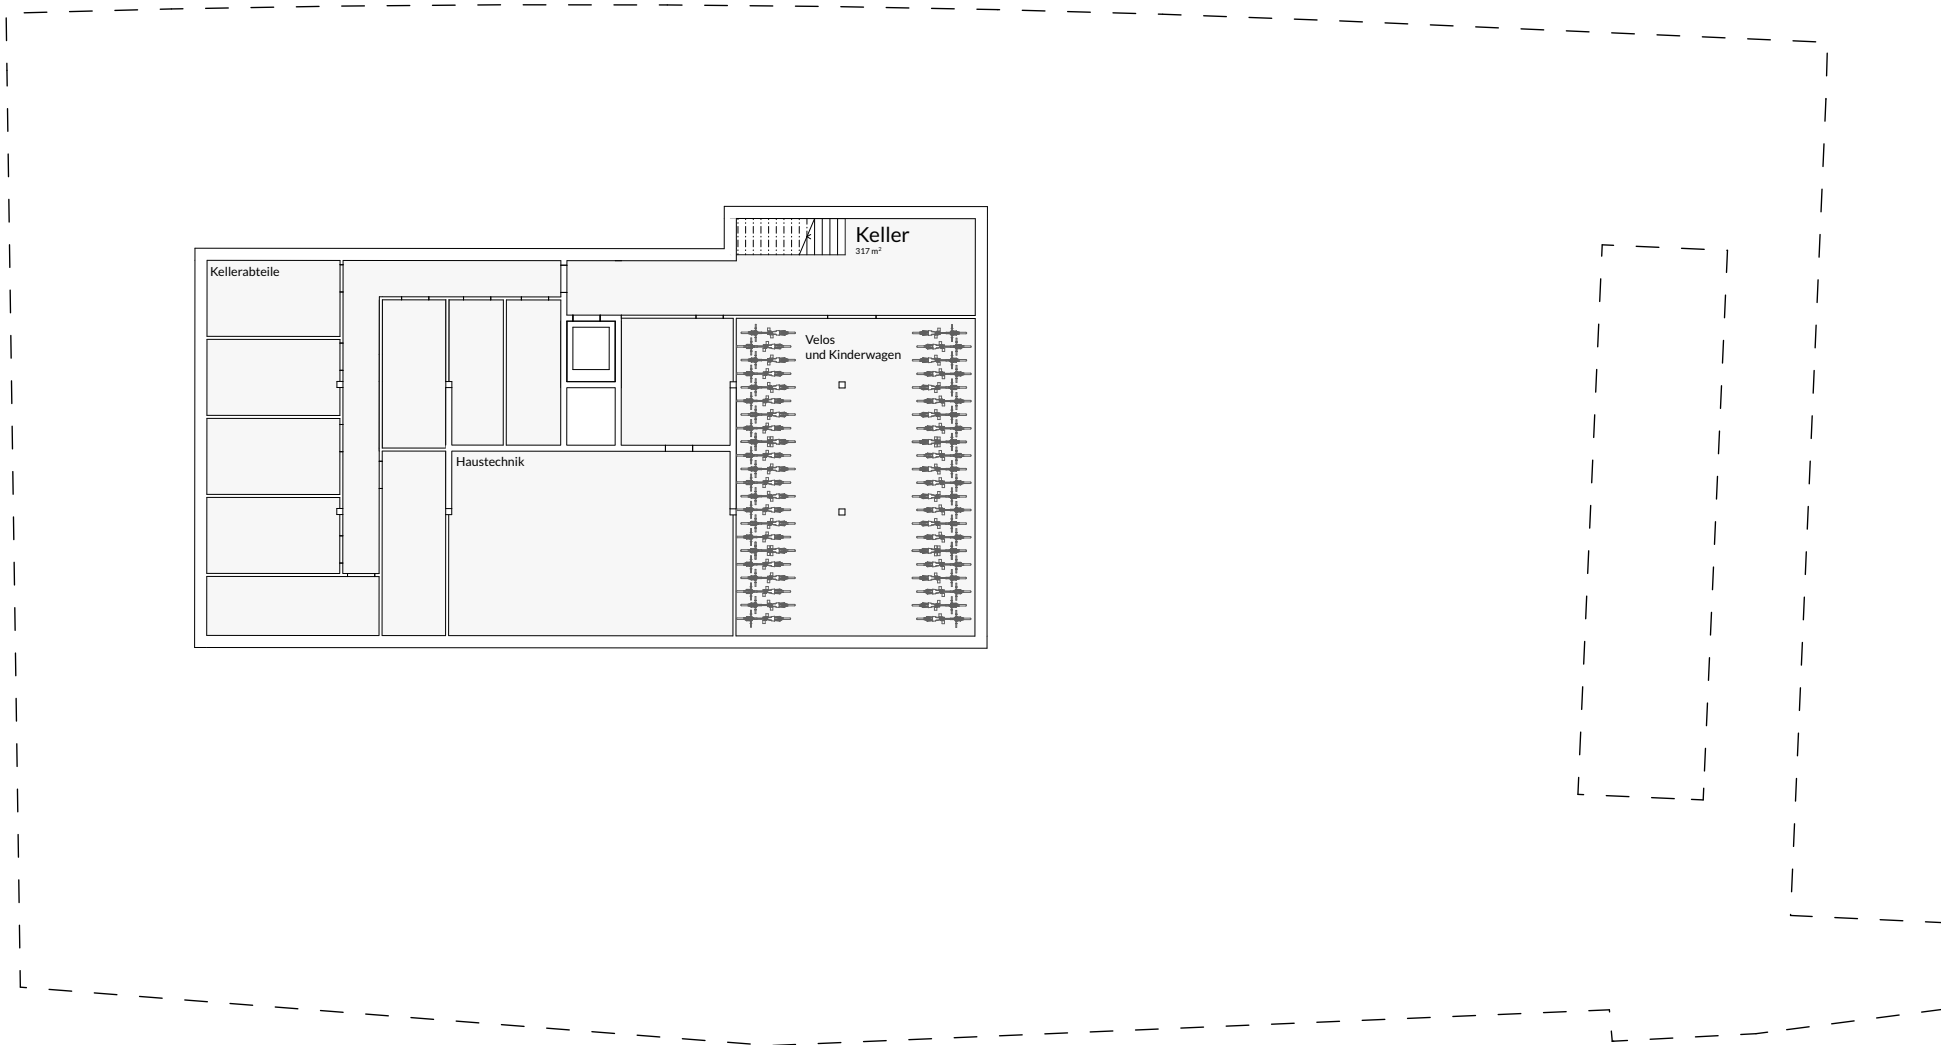 Keller
317 m²
Kellerabteile
Velos
und Kinderwagen
Haustechnik